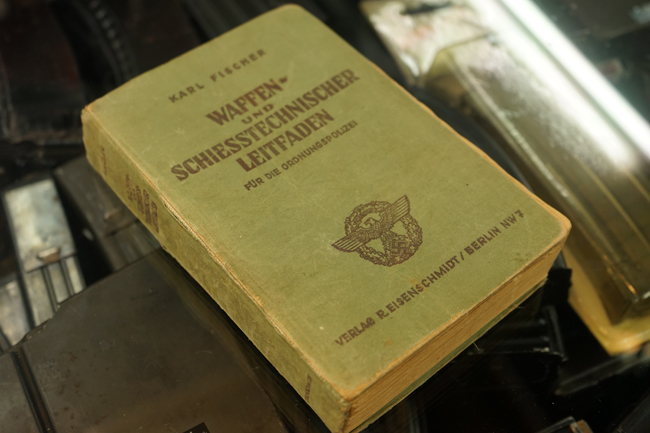 KARL FISCHER
WAFFEN-
UND
SCHIESSTECHNISCHER
LEITFADEN
FÜR DIE ORDNUNGSPOLIZEI
VERLAG R. EISENSCHMIDT/BERLIN NW7